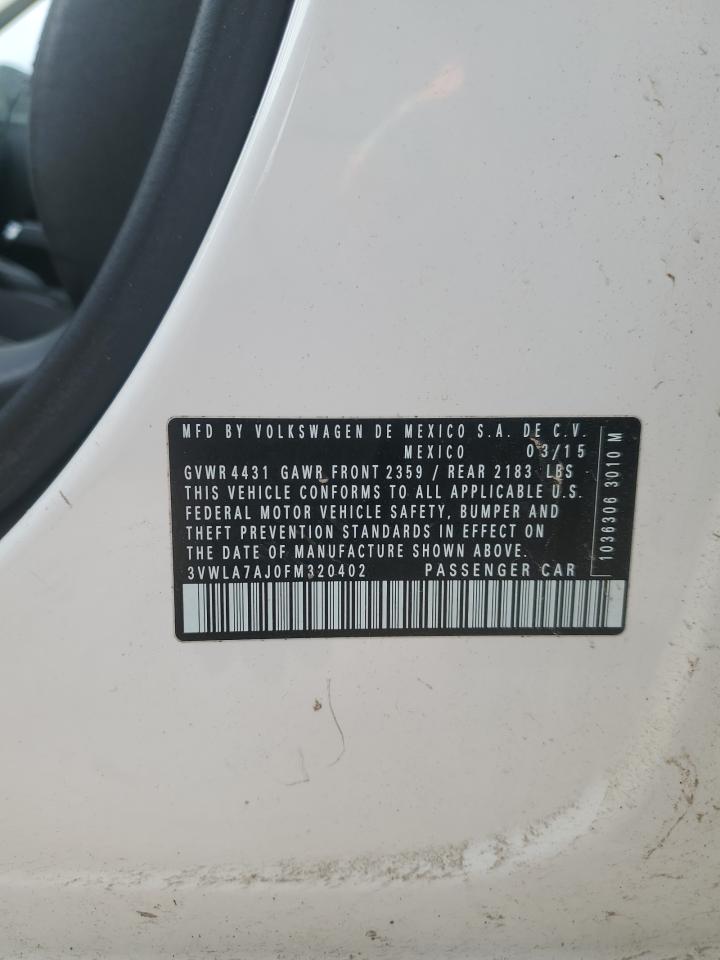 MFD BY VOLKSWAGEN DE MEXICO S.A. DE C.V.
MEXICO 03/15
GVWR 4431 GAWR FRONT 2359 / REAR 2183 LBS
THIS VEHICLE CONFORMS TO ALL APPLICABLE U.S.
FEDERAL MOTOR VEHICLE SAFETY, BUMPER AND
THEFT PREVENTION STANDARDS IN EFFECT ON
THE DATE OF MANUFACTURE SHOWN ABOVE.
3VWLA7AJ0FM320402 PASSENGER CAR
1036306 3010 M